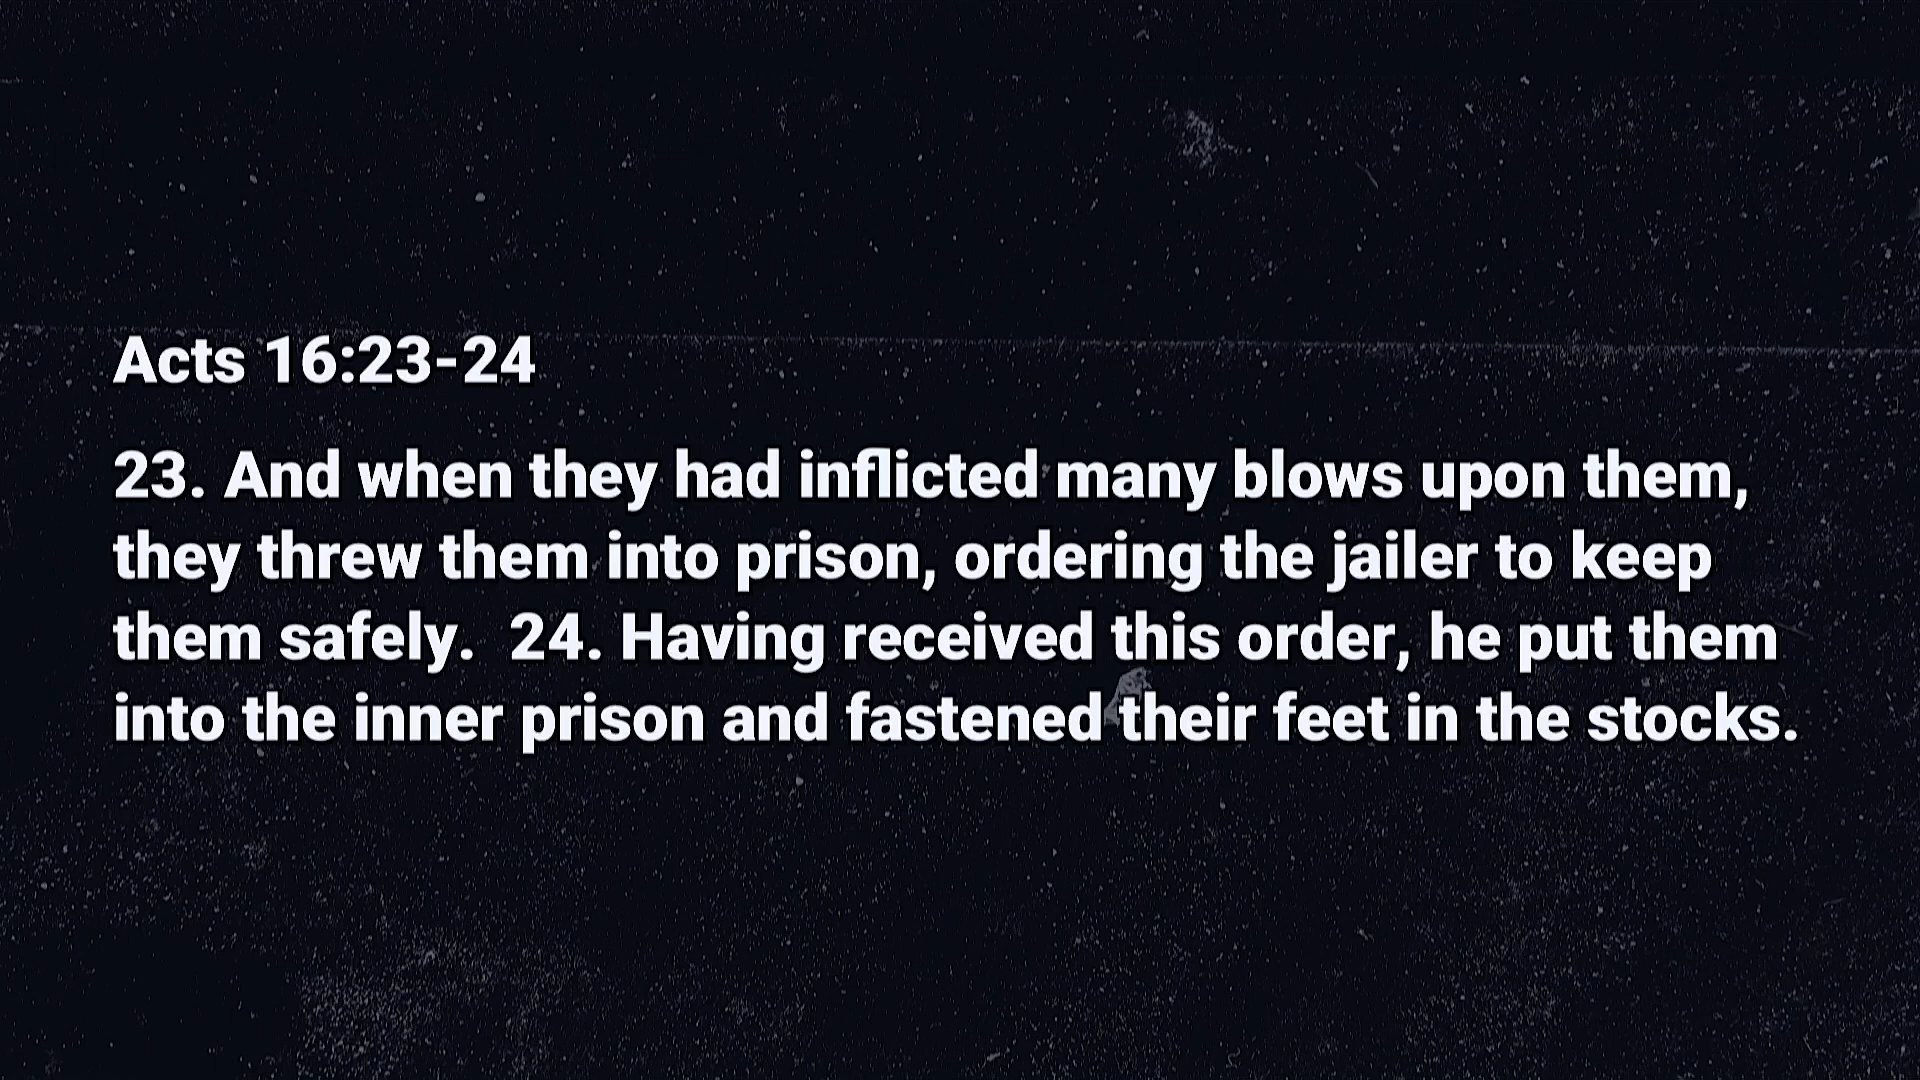 Acts 16:23-24
23. And when they had inflicted many blows upon them,
they threw them into prison, ordering the jailer to keep
them safely.  24. Having received this order, he put them
into the inner prison and fastened their feet in the stocks.